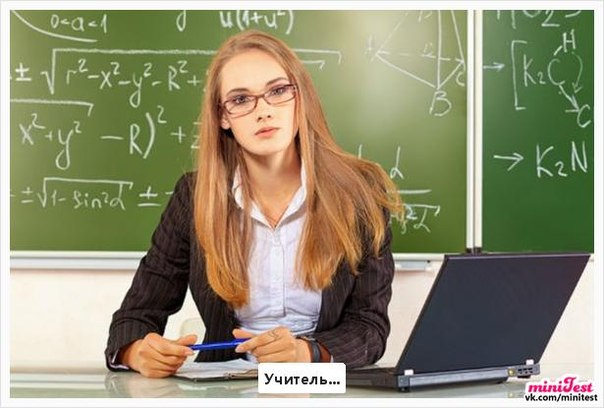 0<a<1
u(1+u²)
± √r²-x²-y²-R²
x²+y² - R)²+z
±√1-sin2α ±
A
B
C
[K₂C H
C
→ K₂N
Учитель...
miniTest
vk.com/minitest